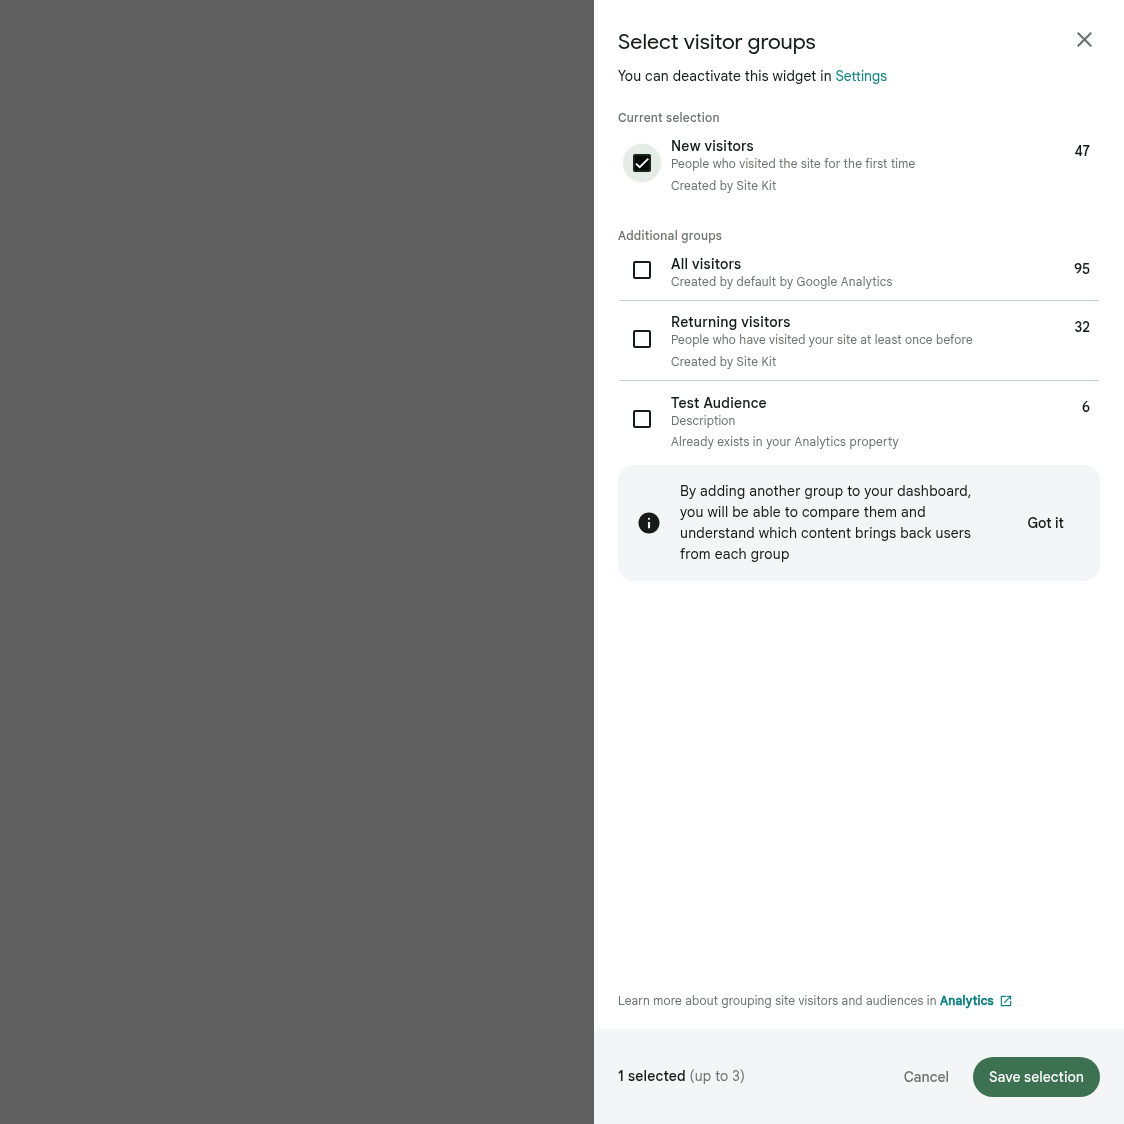 Select visitor groups
You can deactivate this widget in Settings
Current selection
New visitors 47
People who visited the site for the first time
Created by Site Kit
Additional groups
All visitors 95
Created by default by Google Analytics
Returning visitors 32
People who have visited your site at least once before
Created by Site Kit
Test Audience 6
Description
Already exists in your Analytics property
By adding another group to your dashboard,
you will be able to compare them and
understand which content brings back users
from each group
Got it
Learn more about grouping site visitors and audiences in Analytics
1 selected (up to 3) Cancel Save selection